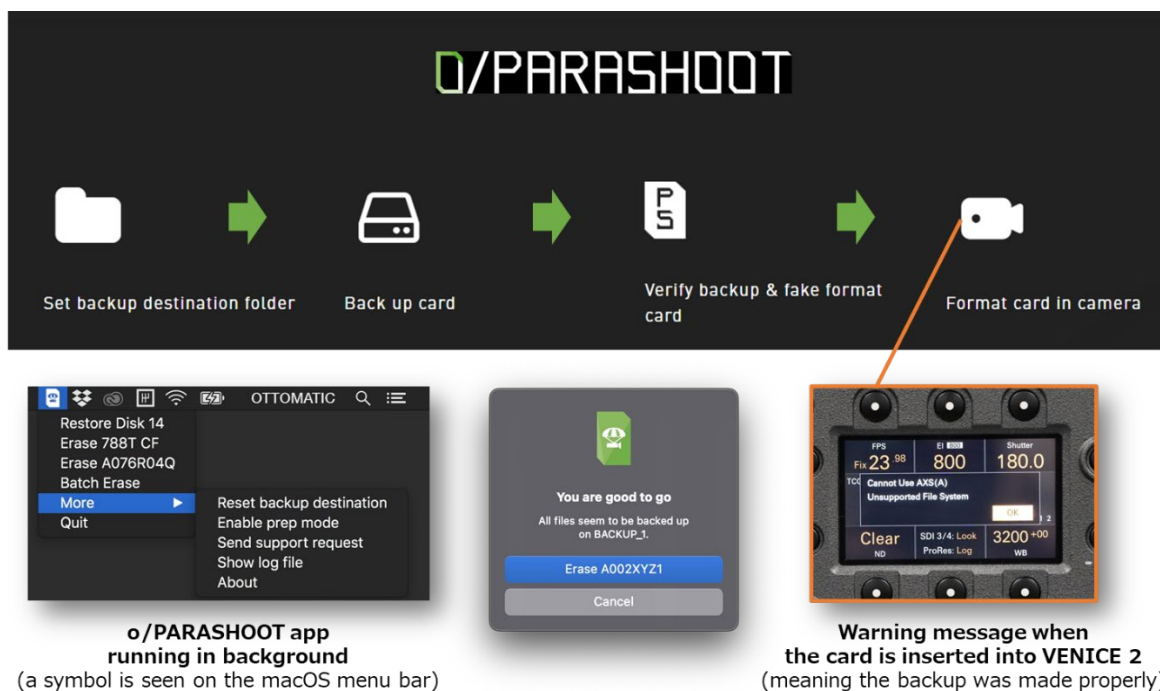 o/PARASHOOT
Set backup destination folder
Back up card
PS
Verify backup & fake format
card
Format card in camera
OTTOMATIC
Restore Disk 14
Erase 788T CF
Erase A076R04Q
Batch Erase
More
Quit
Reset backup destination
Enable prep mode
Send support request
Show log file
About
o/PARASHOOT app
running in background
(a symbol is seen on the macOS menu bar)
You are good to go
All files seem to be backed up
on BACKUP_1.
Erase A002XYZ1
Cancel
FPS EI 800 Shutter
Fix 23.98 800 180.0
Cannot Use AXS(A)
Unsupported File System
OK
Clear SDI 3/4: Look 3200+00
ND ProRes: Log WB
Warning message when
the card is inserted into VENICE 2
(meaning the backup was made properly)